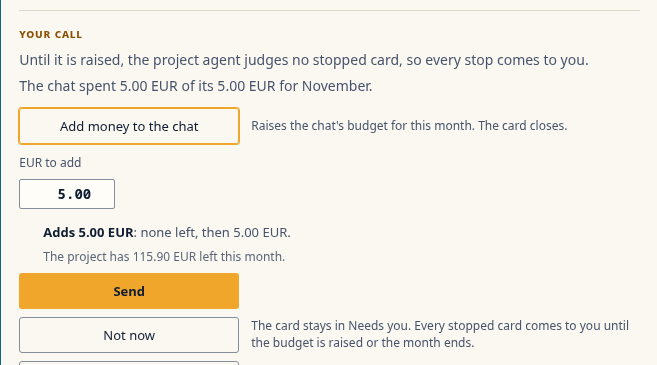 YOUR CALL
Until it is raised, the project agent judges no stopped card, so every stop comes to you.
The chat spent 5.00 EUR of its 5.00 EUR for November.
Add money to the chat
Raises the chat's budget for this month. The card closes.
EUR to add
5.00
Adds 5.00 EUR: none left, then 5.00 EUR.
The project has 115.90 EUR left this month.
Send
Not now
The card stays in Needs you. Every stopped card comes to you until
the budget is raised or the month ends.